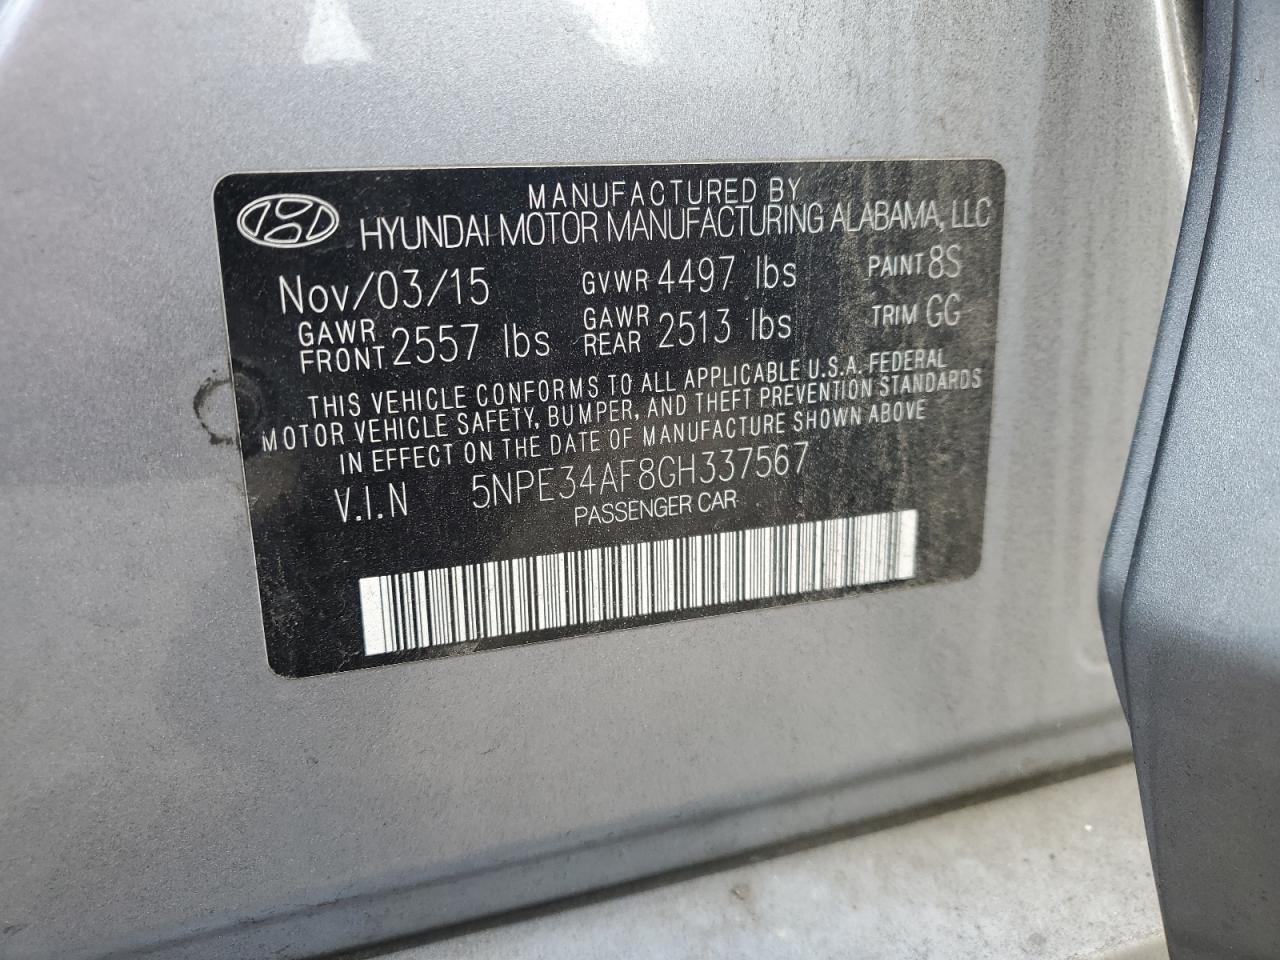 MANUFACTURED BY
HYUNDAI MOTOR MANUFACTURING ALABAMA, LLC
Nov/03/15 GVWR 4497 lbs PAINT 8S
GAWR FRONT 2557 lbs GAWR REAR 2513 lbs TRIM GG
THIS VEHICLE CONFORMS TO ALL APPLICABLE U.S.A. FEDERAL
MOTOR VEHICLE SAFETY, BUMPER, AND THEFT PREVENTION STANDARDS
IN EFFECT ON THE DATE OF MANUFACTURE SHOWN ABOVE
V.I.N 5NPE34AF8GH337567
PASSENGER CAR